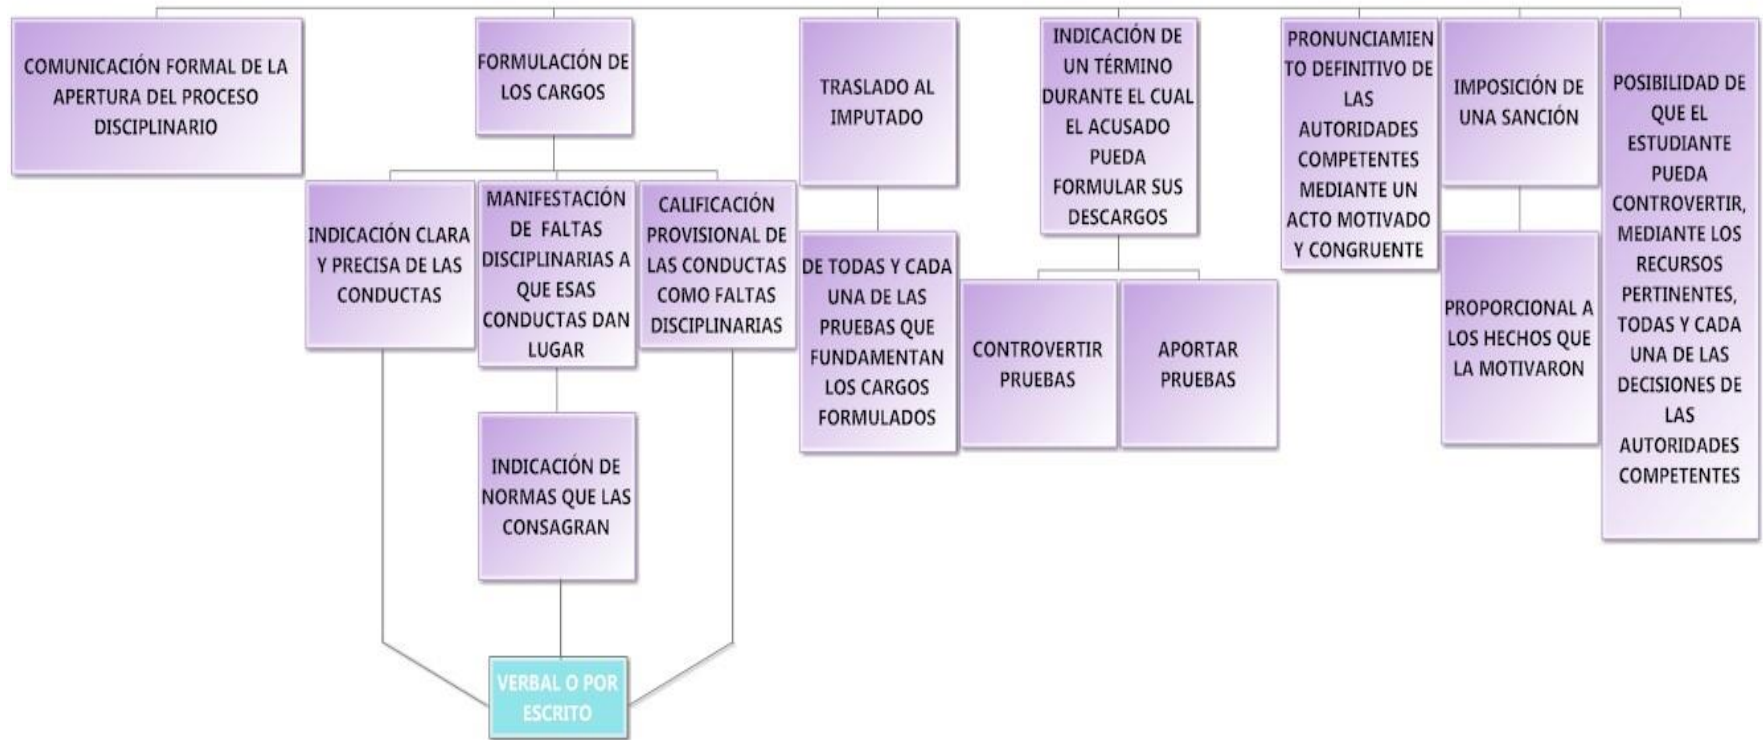 COMUNICACIÓN FORMAL DE LA
APERTURA DEL PROCESO
DISCIPLINARIO
FORMULACIÓN DE
LOS CARGOS
INDICACIÓN CLARA
Y PRECISA DE LAS
CONDUCTAS
MANIFESTACIÓN
DE FALTAS
DISCIPLINARIAS A
QUE ESAS
CONDUCTAS DAN
LUGAR
INDICACIÓN DE
NORMAS QUE LAS
CONSAGRAN
CALIFICACIÓN
PROVISIONAL DE
LAS CONDUCTAS
COMO FALTAS
DISCIPLINARIAS
VERBAL O POR
ESCRITO
TRASLADO AL
IMPUTADO
DE TODAS Y CADA
UNA DE LAS
PRUEBAS QUE
FUNDAMENTAN
LOS CARGOS
FORMULADOS
INDICACIÓN DE
UN TÉRMINO
DURANTE EL CUAL
EL ACUSADO
PUEDA
FORMULAR SUS
DESCARGOS
CONTROVERTIR
PRUEBAS
APORTAR
PRUEBAS
PRONUNCIAMIEN
TO DEFINITIVO DE
LAS
AUTORIDADES
COMPETENTES
MEDIANTE UN
ACTO MOTIVADO
Y CONGRUENTE
IMPOSICIÓN DE
UNA SANCIÓN
PROPORCIONAL A
LOS HECHOS QUE
LA MOTIVARON
POSIBILIDAD DE
QUE EL
ESTUDIANTE
PUEDA
CONTROVERTIR,
MEDIANTE LOS
RECURSOS
PERTINENTES,
TODAS Y CADA
UNA DE LAS
DECISIONES DE
LAS
AUTORIDADES
COMPETENTES